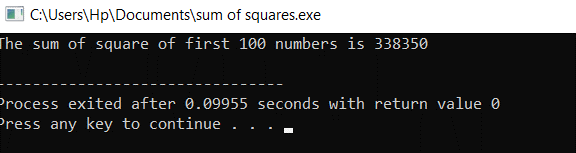 C:\Users\Hp\Documents\sum of squares.exe
The sum of square of first 100 numbers is 338350
--------------------------------
Process exited after 0.09955 seconds with return value 0
Press any key to continue . . .